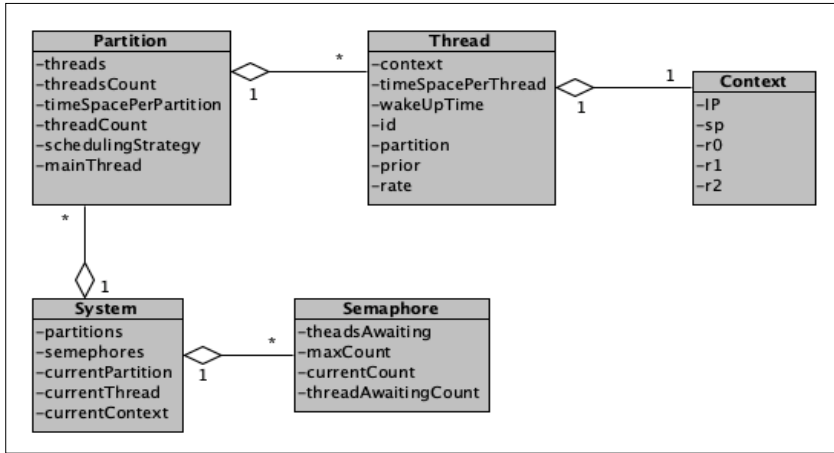 Partition
-threads
-threadsCount
-timeSpacePerPartition
-threadCount
-schedulingStrategy
-mainThread
1
*
Thread
-context
-timeSpacePerThread
-wakeUpTime
-id
-partition
-prior
-rate
1
1
Context
-IP
-sp
-r0
-r1
-r2
*
1
System
-partitions
-semephores
-currentPartition
-currentThread
-currentContext
1
*
Semaphore
-theadsAwaiting
-maxCount
-currentCount
-threadAwaitingCount